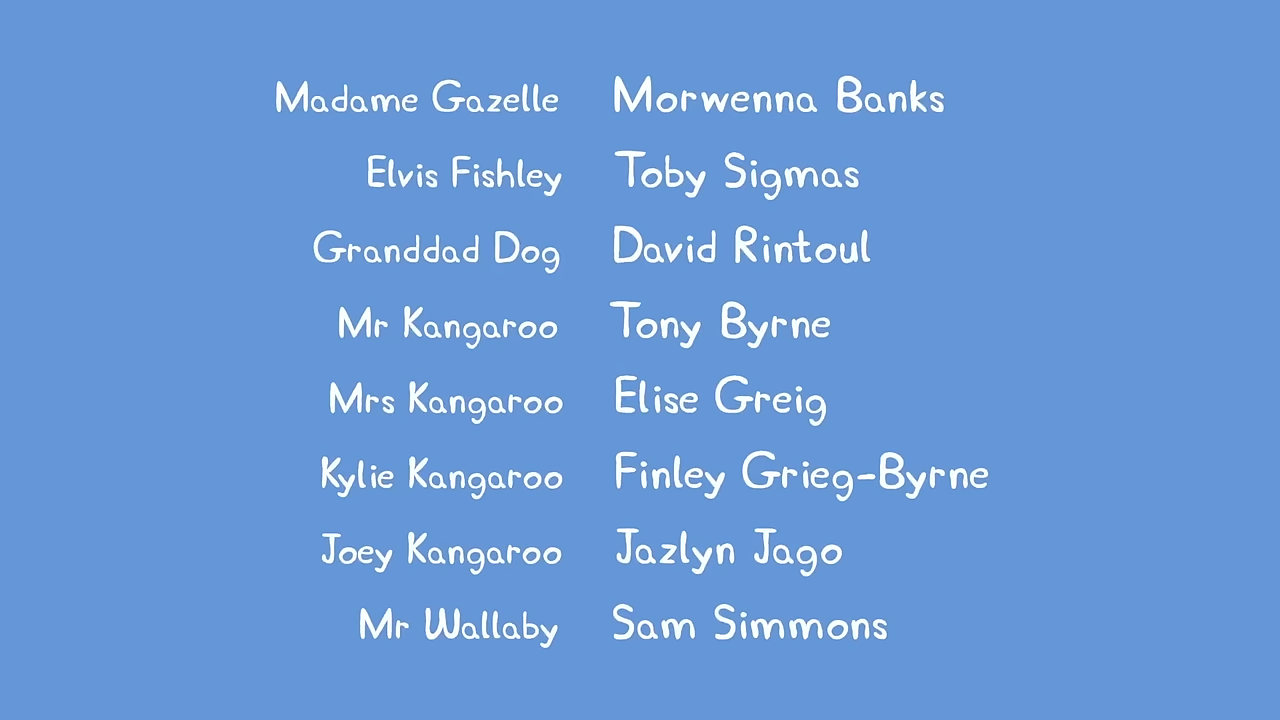 Madame Gazelle Morwenna Banks
Elvis Fishley Toby Sigmas
Granddad Dog David Rintoul
Mr Kangaroo Tony Byrne
Mrs Kangaroo Elise Greig
Kylie Kangaroo Finley Grieg-Byrne
Joey Kangaroo Jazlyn Jago
Mr Wallaby Sam Simmons